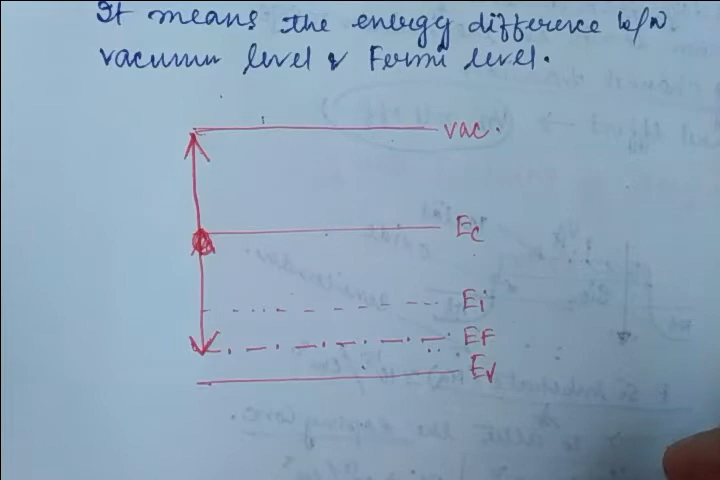 It means the energy difference b/w.
vacuum level & Fermi level.
vac.
Ec
Ei
EF
Ev